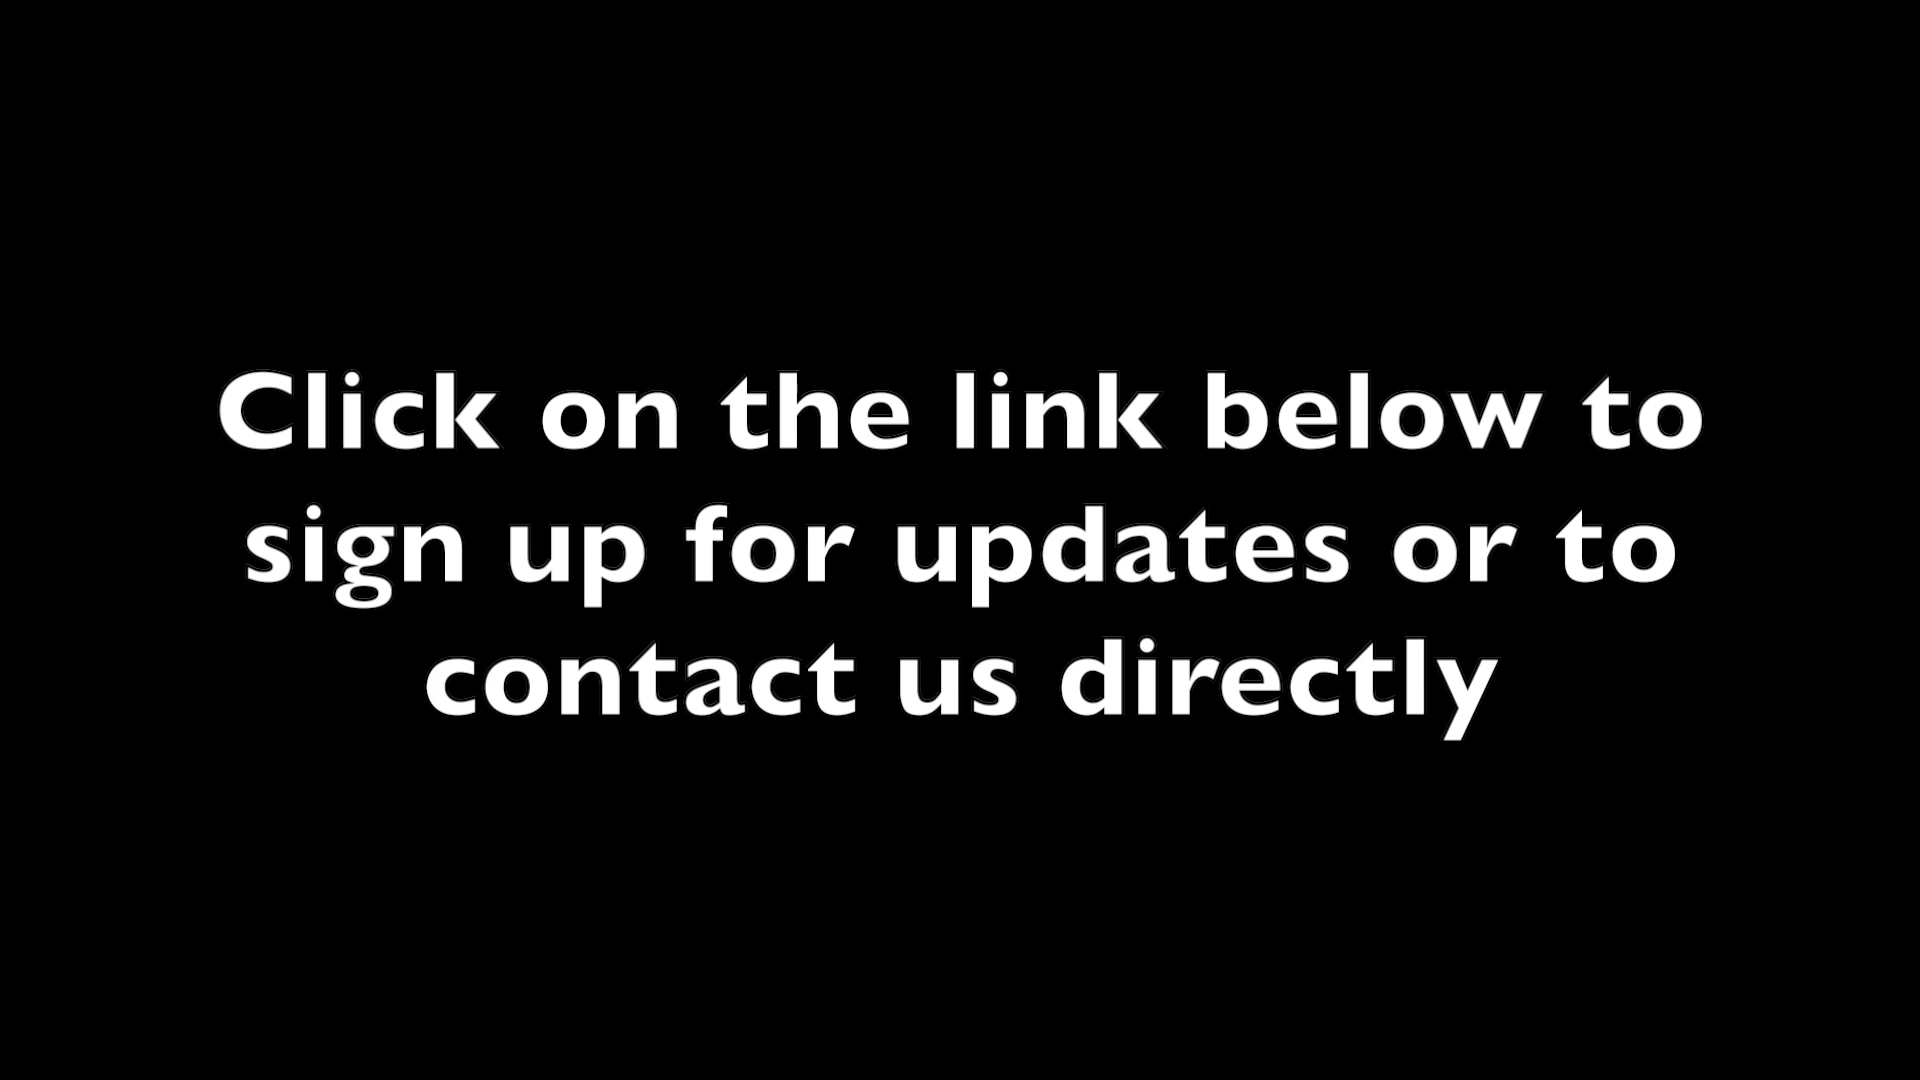 Click on the link below to
sign up for updates or to
contact us directly